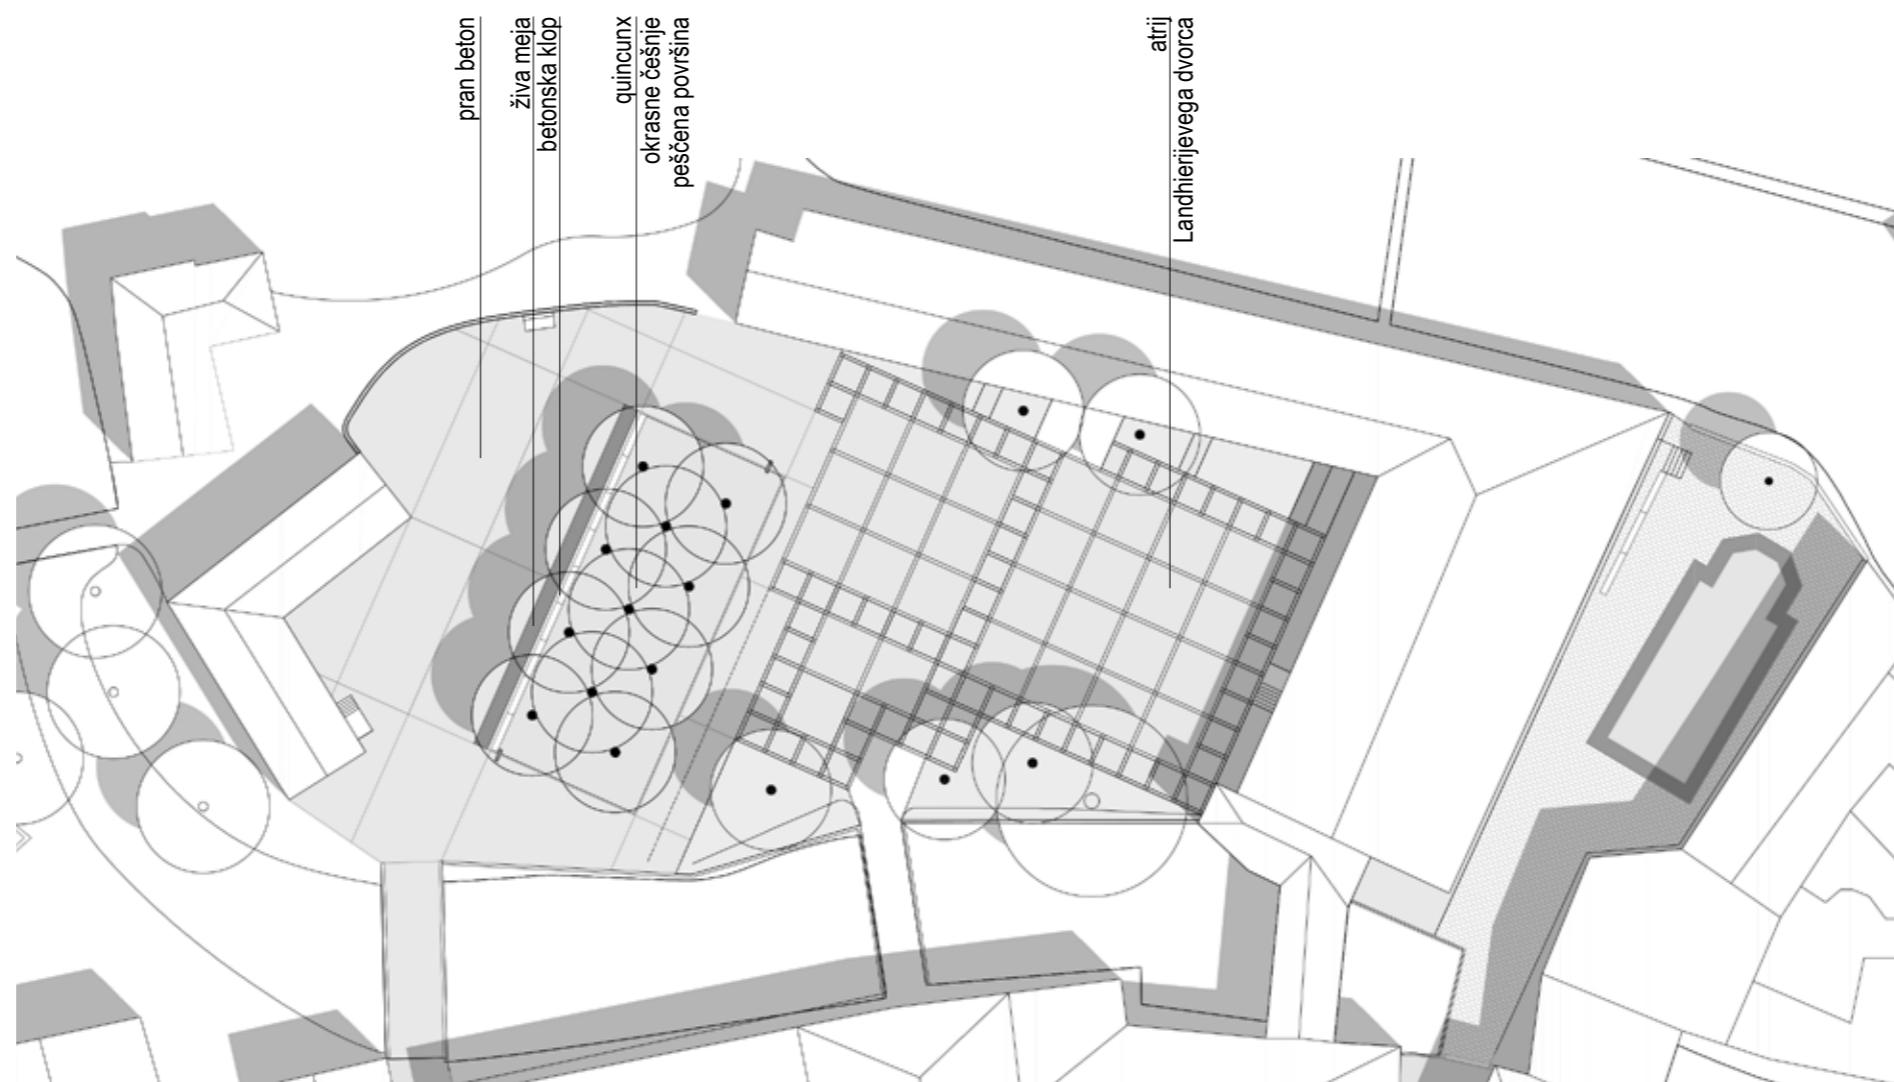 pran beton
živa meja
betonska klop
quincunx
okrasne češnje
peščena površina
atrij
Landhierijevega dvorca